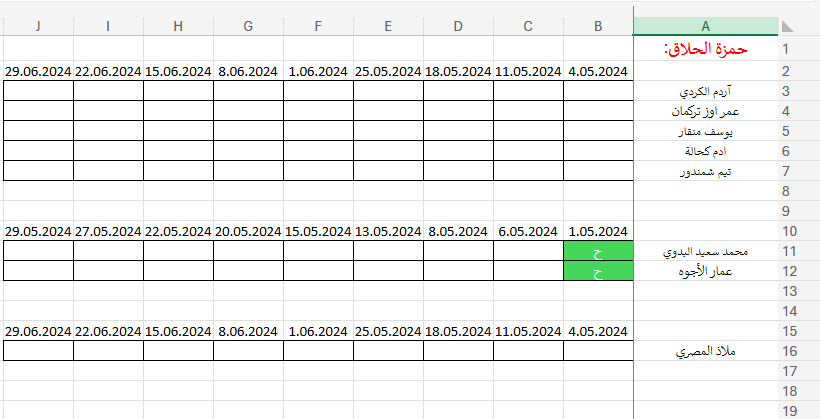 A B C D E F G H I J
1 حمزة الحلاق:
2 4.05.2024 11.05.2024 18.05.2024 25.05.2024 1.06.2024 8.06.2024 15.06.2024 22.06.2024 29.06.2024
3 آردم الكردي
4 عمر اوز تركمان
5 يوسف منقار
6 ادم كحالة
7 تيم شمندور
8
9
10 1.05.2024 6.05.2024 8.05.2024 13.05.2024 15.05.2024 20.05.2024 22.05.2024 27.05.2024 29.05.2024
11 محمد سعيد البدوي ح
12 عمار الأجوه ح
13
14
15 4.05.2024 11.05.2024 18.05.2024 25.05.2024 1.06.2024 8.06.2024 15.06.2024 22.06.2024 29.06.2024
16 ملاذ المصري
17
18
19